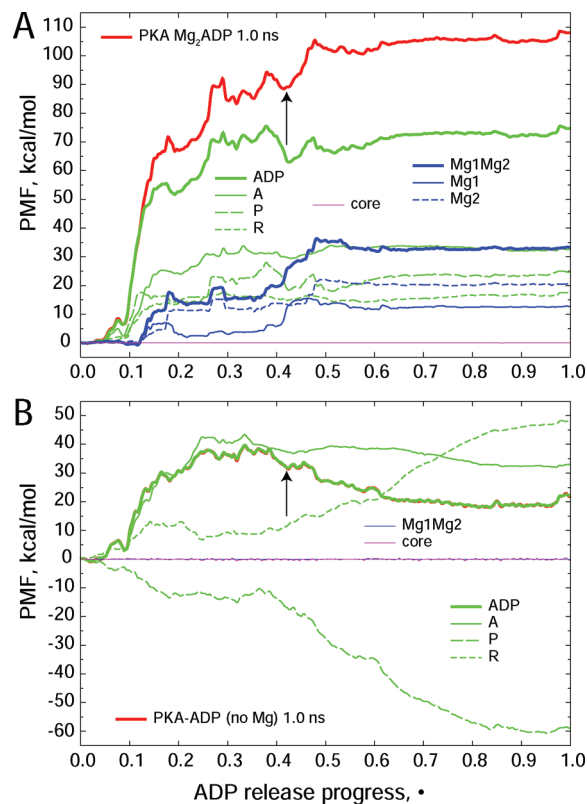 A
PKA Mg₂ADP 1.0 ns
PMF, kcal/mol
110
100
90
80
70
60
50
40
30
20
10
0
ADP
A
P
R
core
Mg1Mg2
Mg1
Mg2
0.0 0.1 0.2 0.3 0.4 0.5 0.6 0.7 0.8 0.9 1.0
B
PMF, kcal/mol
50
40
30
20
10
0
-10
-20
-30
-40
-50
-60
Mg1Mg2
core
ADP
A
P
R
PKA-ADP (no Mg) 1.0 ns
0.0 0.1 0.2 0.3 0.4 0.5 0.6 0.7 0.8 0.9 1.0
ADP release progress, •